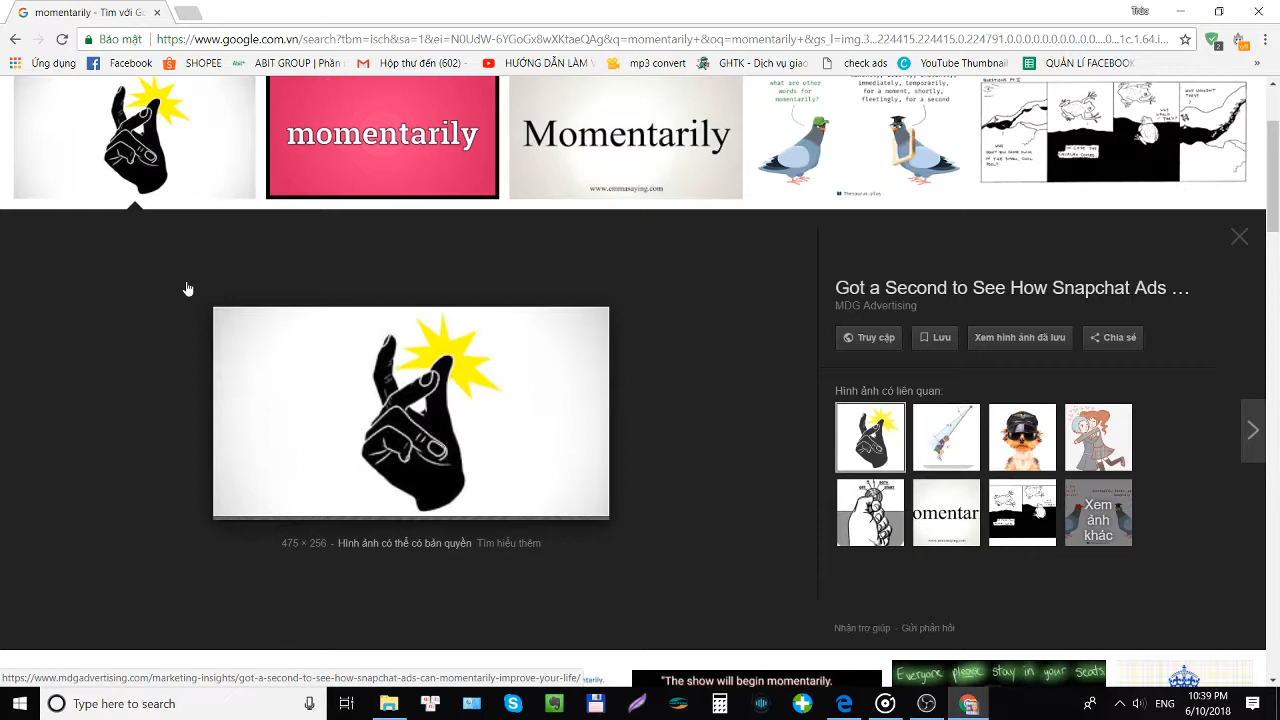 momentarily - Tìm với Go
Trúc
Bảo mật
https://www.google.com.vn/search?tbm=isch&sa=1&ei=N0UdW-6YGoGx8wXKtaeQAg&q=momentarily+&oq=momentarily+&gs_l=img.3...224415.224415.0.224791.0.0.0.0.0.0.0.0..0.0....0...1c.1.64.i...
Ứng dụng
Facebook
SHOPEE
ABIT GROUP | Phần
Hộp thư đến (602) -
HƯỚNG DẪN LÀM
mp3 convert
GHTK - Dịch vụ giao
check ads
YouTube Thumbnail
QUẢN LÍ FACEBOOK
»
what are other
words for
momentarily?
immediately, temporarily,
for a moment, shortly,
fleetingly, for a second
Thesaurus.plus
momentarily
Momentarily
www.emmasaying.com
Got a Second to See How Snapchat Ads …
MDG Advertising
Truy cập
Lưu
Xem hình ảnh đã lưu
Chia sẻ
Hình ảnh có liên quan:
omentar
Xem
ảnh
khác
475 × 256 - Hình ảnh có thể có bản quyền Tìm hiểu thêm
Nhận trợ giúp - Gửi phản hồi
https://www.mdgadvertising.com/marketing-insights/got-a-second-to-see-how-snapchat-ads-can-momentarily-improve-your-life/
"The show will begin momentarily.
Everyone please stay in your seats
Type here to search
ENG
10:39 PM
6/10/2018